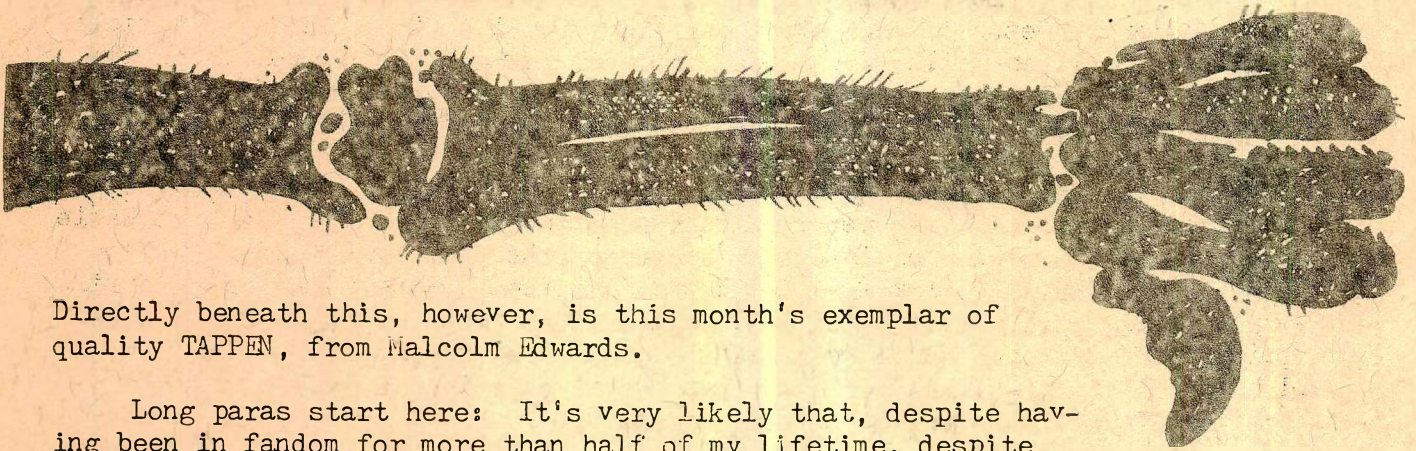 Directly beneath this, however, is this month's exemplar of
quality TAPPEN, from Malcolm Edwards.
Long paras start here: It's very likely that, despite hav-
ing been in fandom for more than half of my lifetime, despite